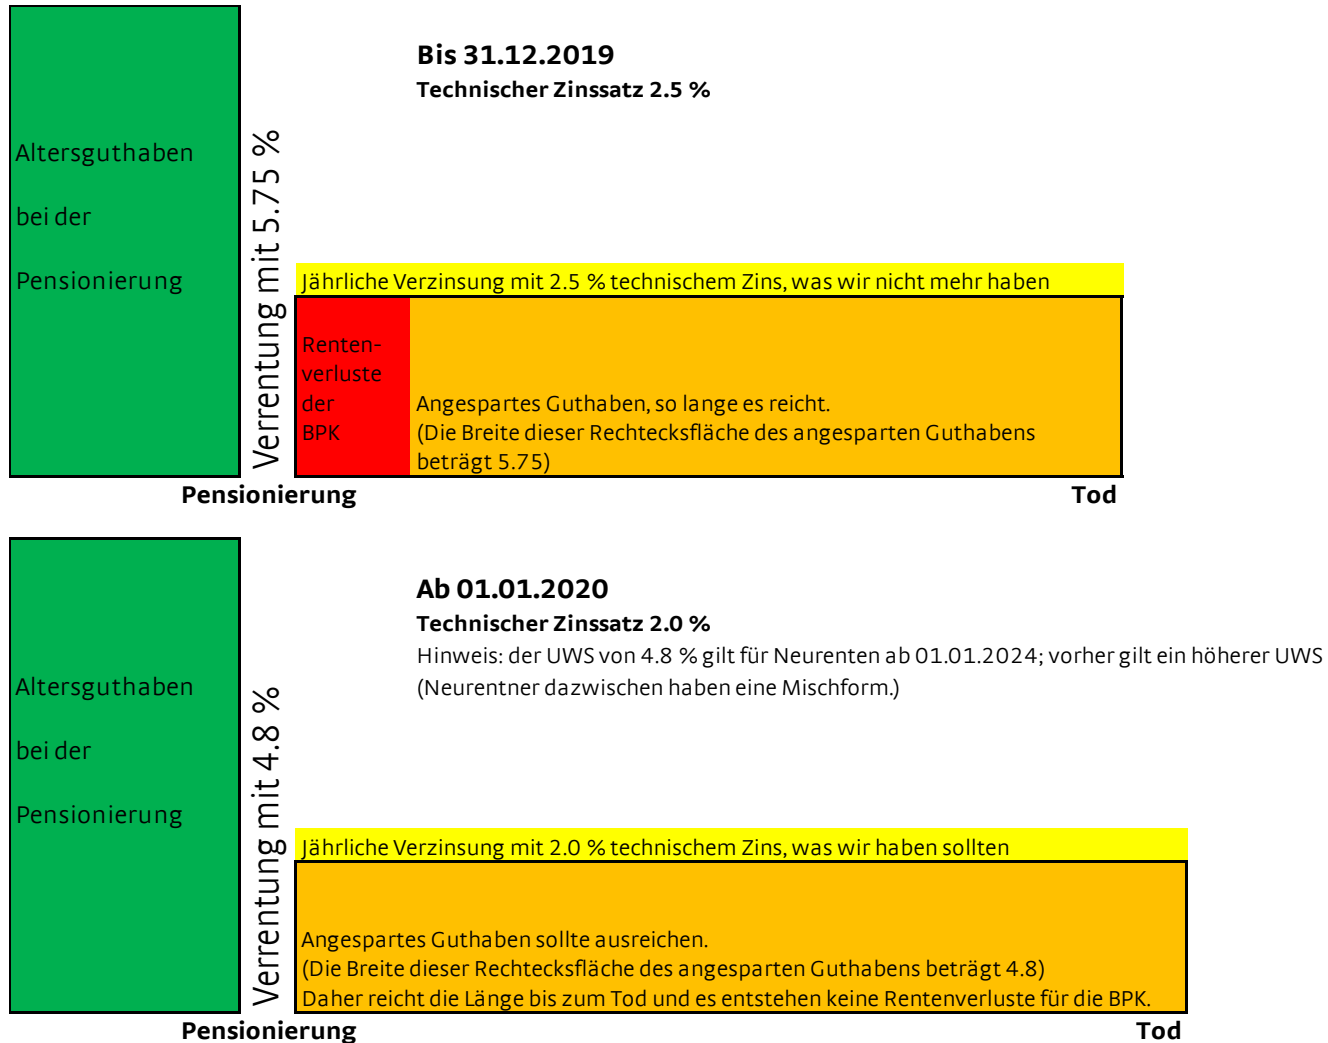 Bis 31.12.2019
Technischer Zinssatz 2.5 %
Altersguthaben
bei der
Pensionierung
Verrentung mit 5.75 %
Jährliche Verzinsung mit 2.5 % technischem Zins, was wir nicht mehr haben
Renten-
verluste
der
BPK
Angespartes Guthaben, so lange es reicht.
(Die Breite dieser Rechtecksfläche des angesparten Guthabens
beträgt 5.75)
Pensionierung
Tod
Ab 01.01.2020
Technischer Zinssatz 2.0 %
Hinweis: der UWS von 4.8 % gilt für Neurenten ab 01.01.2024; vorher gilt ein höherer UWS
(Neurentner dazwischen haben eine Mischform.)
Altersguthaben
bei der
Pensionierung
Verrentung mit 4.8 %
Jährliche Verzinsung mit 2.0 % technischem Zins, was wir haben sollten
Angespartes Guthaben sollte ausreichen.
(Die Breite dieser Rechtecksfläche des angesparten Guthabens beträgt 4.8)
Daher reicht die Länge bis zum Tod und es entstehen keine Rentenverluste für die BPK.
Pensionierung
Tod